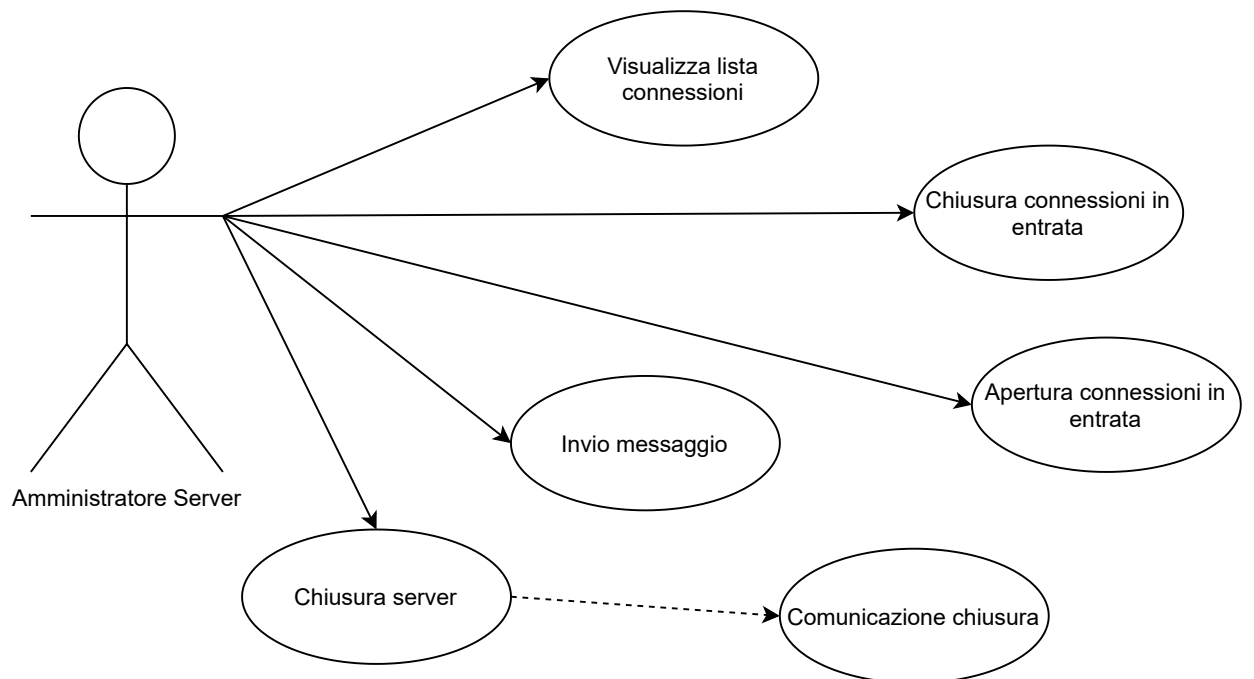 Visualizza lista
connessioni
Chiusura connessioni in
entrata
Apertura connessioni in
entrata
Invio messaggio
Amministratore Server
Chiusura server
Comunicazione chiusura